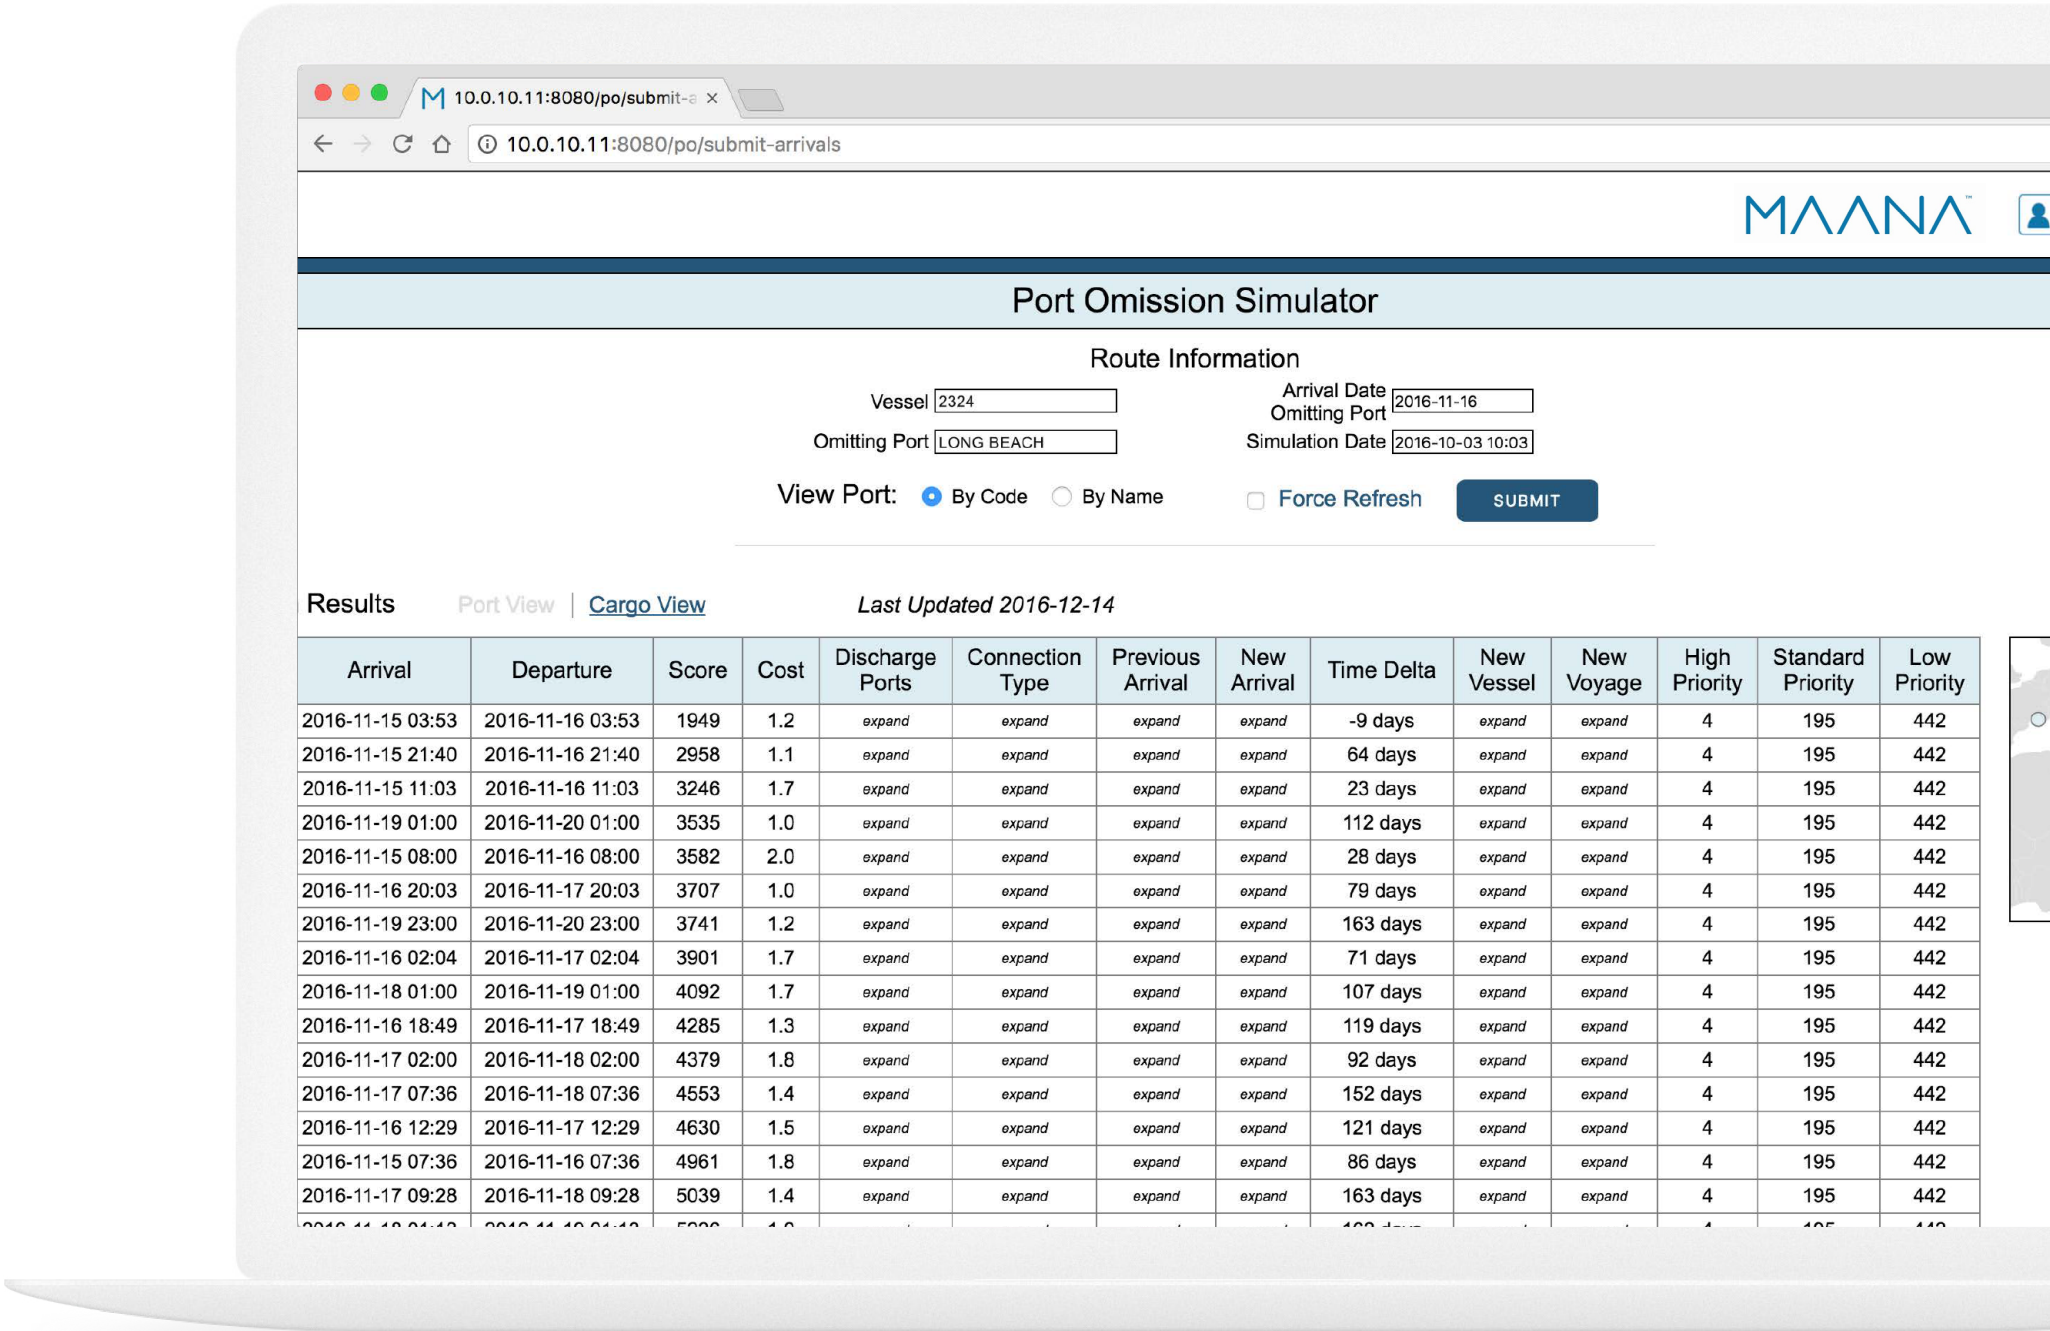 10.0.10.11:8080/po/submit-a
10.0.10.11:8080/po/submit-arrivals
MAANA™
Port Omission Simulator
Route Information
Vessel 2324 Arrival Date Omitting Port 2016-11-16
Omitting Port LONG BEACH Simulation Date 2016-10-03 10:03
View Port: By Code By Name Force Refresh SUBMIT
Results Port View | Cargo View Last Updated 2016-12-14
Arrival Departure Score Cost Discharge Ports Connection Type Previous Arrival New Arrival Time Delta New Vessel New Voyage High Priority Standard Priority Low Priority
2016-11-15 03:53 2016-11-16 03:53 1949 1.2 expand expand expand expand -9 days expand expand 4 195 442
2016-11-15 21:40 2016-11-16 21:40 2958 1.1 expand expand expand expand 64 days expand expand 4 195 442
2016-11-15 11:03 2016-11-16 11:03 3246 1.7 expand expand expand expand 23 days expand expand 4 195 442
2016-11-19 01:00 2016-11-20 01:00 3535 1.0 expand expand expand expand 112 days expand expand 4 195 442
2016-11-15 08:00 2016-11-16 08:00 3582 2.0 expand expand expand expand 28 days expand expand 4 195 442
2016-11-16 20:03 2016-11-17 20:03 3707 1.0 expand expand expand expand 79 days expand expand 4 195 442
2016-11-19 23:00 2016-11-20 23:00 3741 1.2 expand expand expand expand 163 days expand expand 4 195 442
2016-11-16 02:04 2016-11-17 02:04 3901 1.7 expand expand expand expand 71 days expand expand 4 195 442
2016-11-18 01:00 2016-11-19 01:00 4092 1.7 expand expand expand expand 107 days expand expand 4 195 442
2016-11-16 18:49 2016-11-17 18:49 4285 1.3 expand expand expand expand 119 days expand expand 4 195 442
2016-11-17 02:00 2016-11-18 02:00 4379 1.8 expand expand expand expand 92 days expand expand 4 195 442
2016-11-17 07:36 2016-11-18 07:36 4553 1.4 expand expand expand expand 152 days expand expand 4 195 442
2016-11-16 12:29 2016-11-17 12:29 4630 1.5 expand expand expand expand 121 days expand expand 4 195 442
2016-11-15 07:36 2016-11-16 07:36 4961 1.8 expand expand expand expand 86 days expand expand 4 195 442
2016-11-17 09:28 2016-11-18 09:28 5039 1.4 expand expand expand expand 163 days expand expand 4 195 442